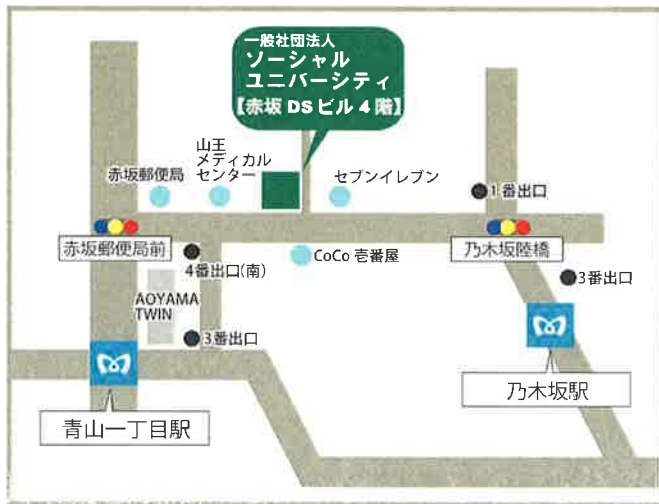 一般社団法人
ソーシャル
ユニバーシティ
【赤坂 DS ビル 4 階】
山王
メディカル
センター
赤坂郵便局
セブンイレブン
1番出口
赤坂郵便局前
乃木坂陸橋
4番出口(南)
CoCo 壱番屋
3番出口
AOYAMA
TWIN
3番出口
乃木坂駅
青山一丁目駅